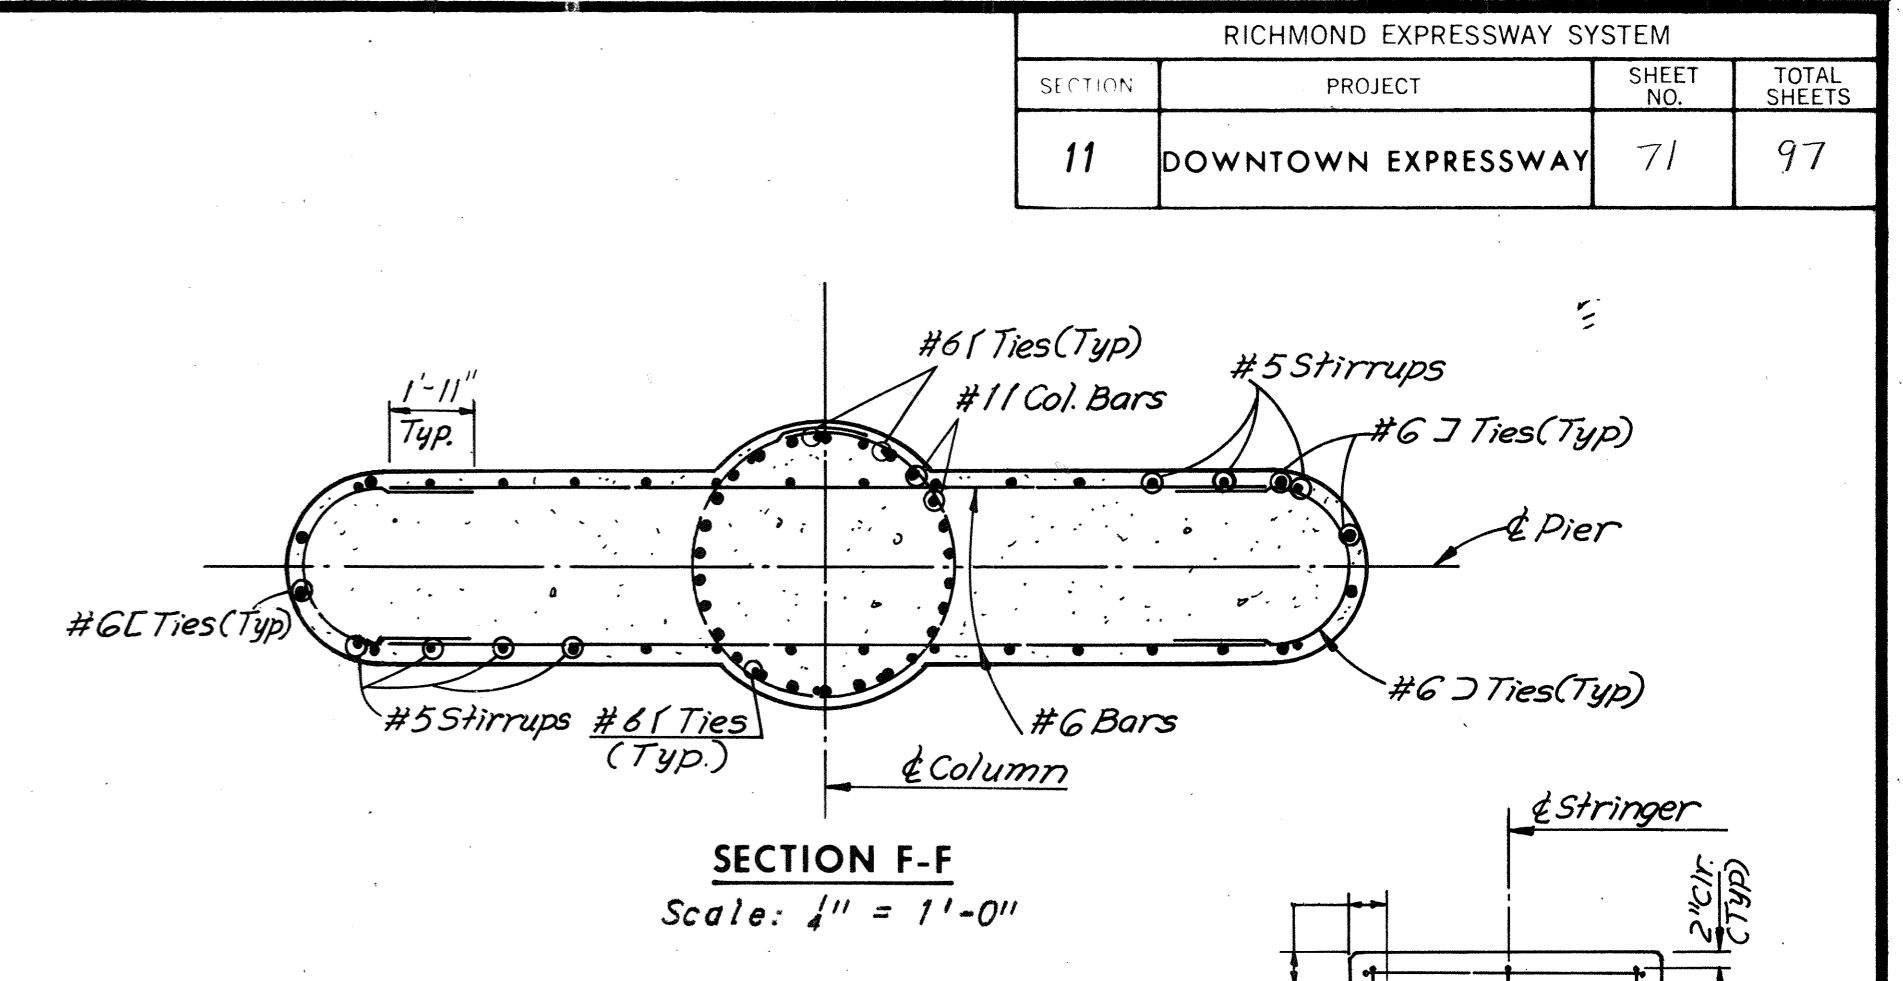 RICHMOND EXPRESSWAY SYSTEM
SECTION PROJECT SHEET NO. TOTAL SHEETS
11 DOWNTOWN EXPRESSWAY 71 97
#6 Γ Ties (Typ)
#11 Col. Bars
#5 Stirrups
#6 ⊐ Ties (Typ)
1'-11"
Typ.
℄ Pier
#6 [ Ties (Typ)
#5 Stirrups
#6 Γ Ties
(Typ.)
#6 Bars
#6 ⊃ Ties (Typ)
℄ Column
SECTION F-F
Scale: 1/4" = 1'-0"
℄ Stringer
2" Clr.
(Typ)